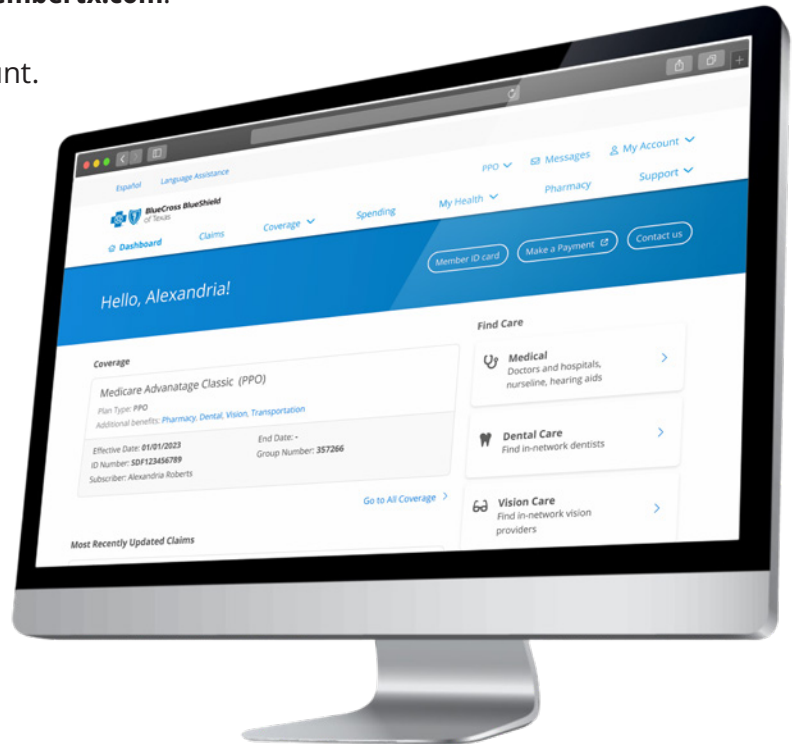 embertx.com.
unt.
Español Language Assistance
PPO Messages My Account
BlueCross BlueShield
of Texas
Dashboard Claims Coverage Spending My Health Pharmacy Support
Hello, Alexandria!
Member ID card Make a Payment Contact us
Coverage
Medicare Advanatage Classic (PPO)
Plan Type: PPO
Additional benefits: Pharmacy, Dental, Vision, Transportation
Effective Date: 01/01/2023 End Date: -
ID Number: SDF123456789 Group Number: 357266
Subscriber: Alexandria Roberts
Go to All Coverage
Most Recently Updated Claims
Find Care
Medical
Doctors and hospitals,
nurseline, hearing aids
Dental Care
Find in-network dentists
Vision Care
Find in-network vision
providers